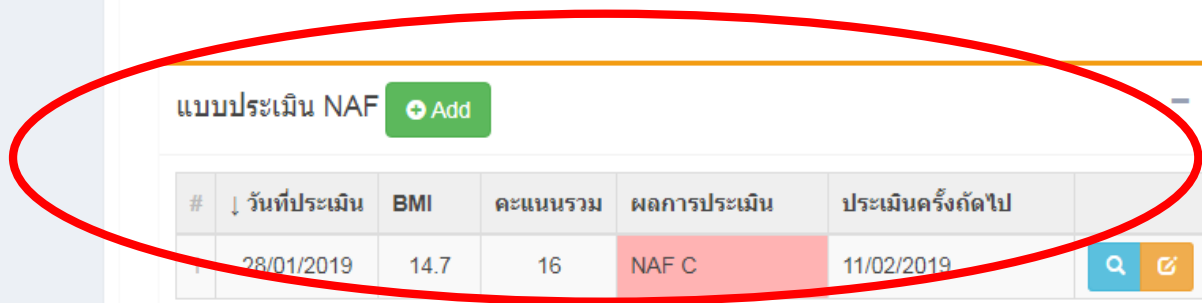 แบบประเมิน NAF Add
# ↓ วันที่ประเมิน BMI คะแนนรวม ผลการประเมิน ประเมินครั้งถัดไป
1 28/01/2019 14.7 16 NAF C 11/02/2019